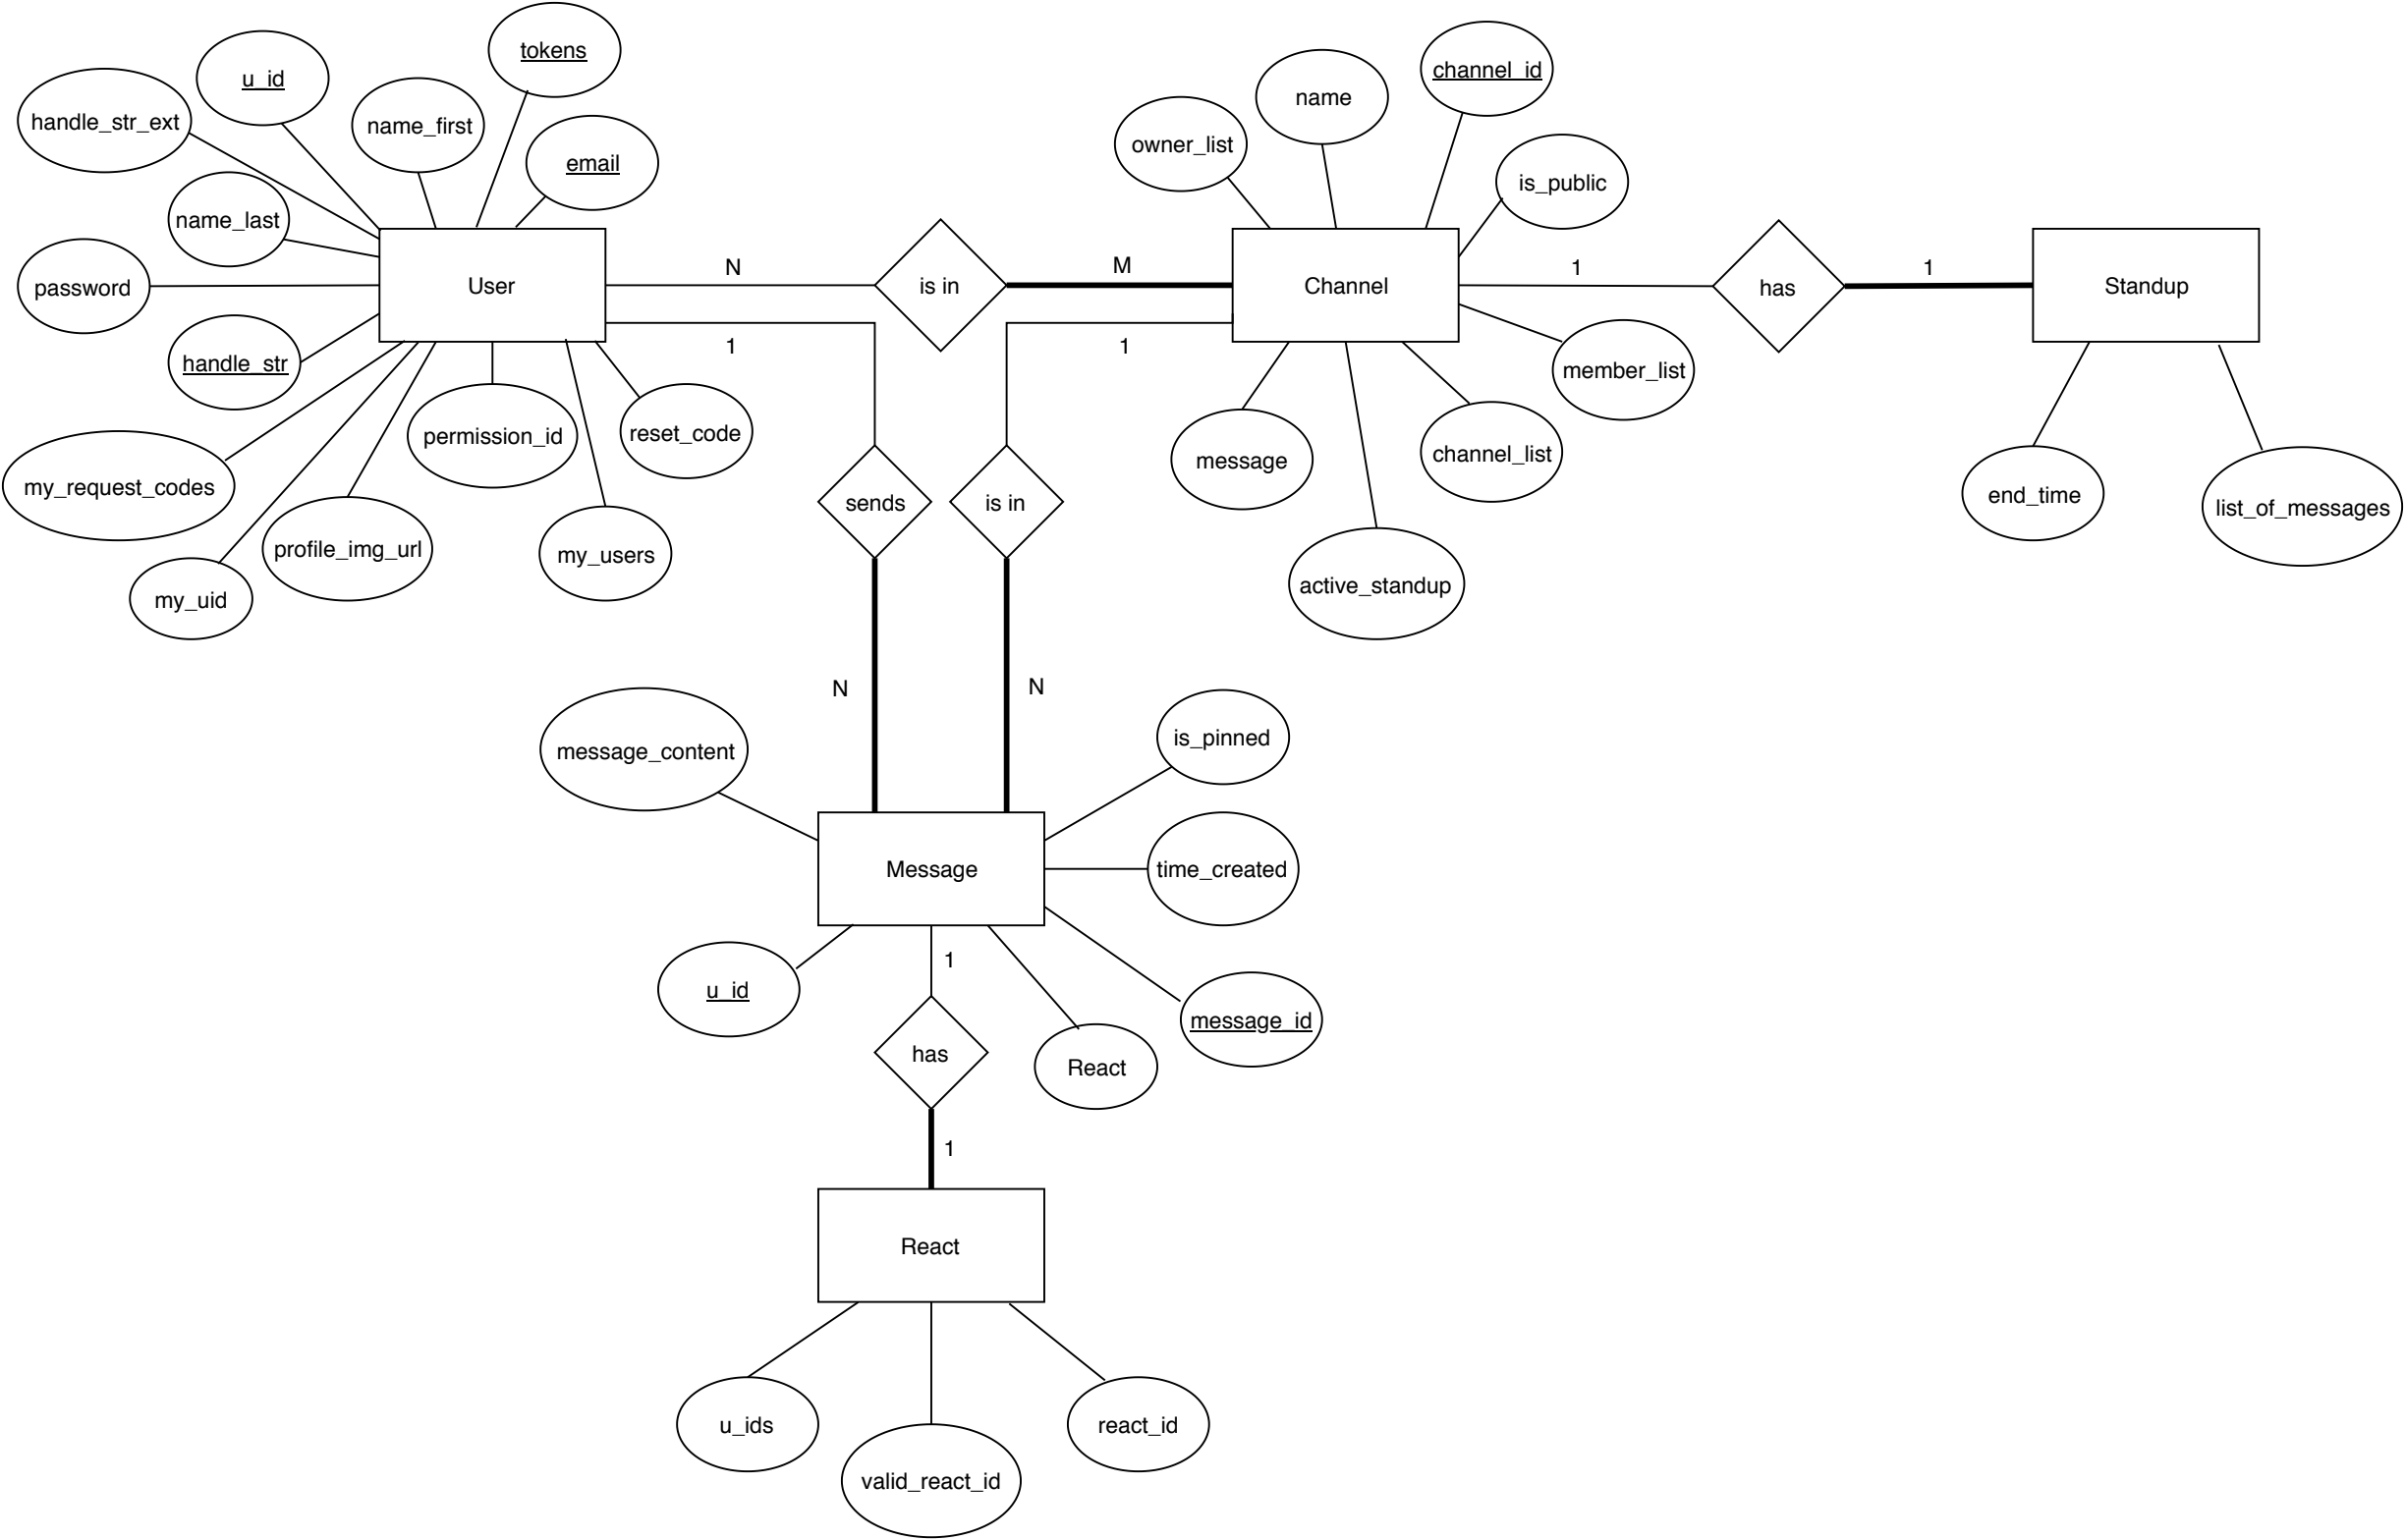 tokens
u_id
name_first
handle_str_ext
email
name_last
password
handle_str
my_request_codes
my_uid
profile_img_url
permission_id
my_users
reset_code
User
N
is in
M
1
sends
1
is in
N
N
channel_id
name
owner_list
is_public
Channel
1
has
1
Standup
member_list
message
channel_list
active_standup
end_time
list_of_messages
message_content
is_pinned
Message
time_created
u_id
1
message_id
has
React
1
React
u_ids
valid_react_id
react_id